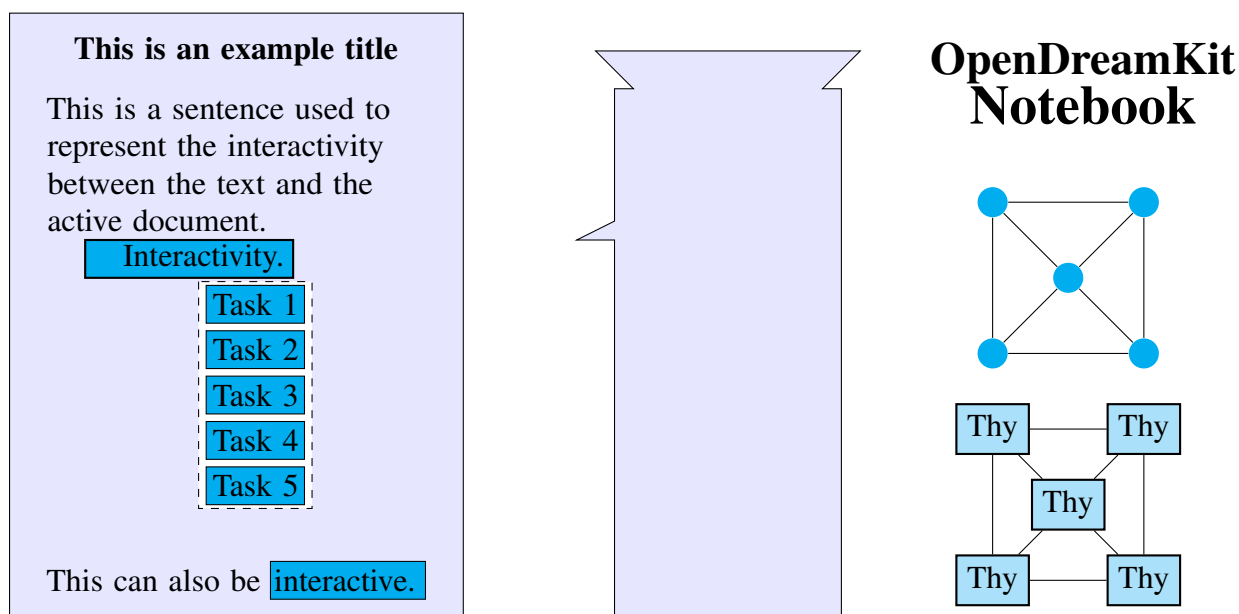 This is an example title
This is a sentence used to
represent the interactivity
between the text and the
active document.
Interactivity.
Task 1
Task 2
Task 3
Task 4
Task 5
This can also be interactive.
OpenDreamKit
Notebook
Thy Thy
Thy
Thy Thy